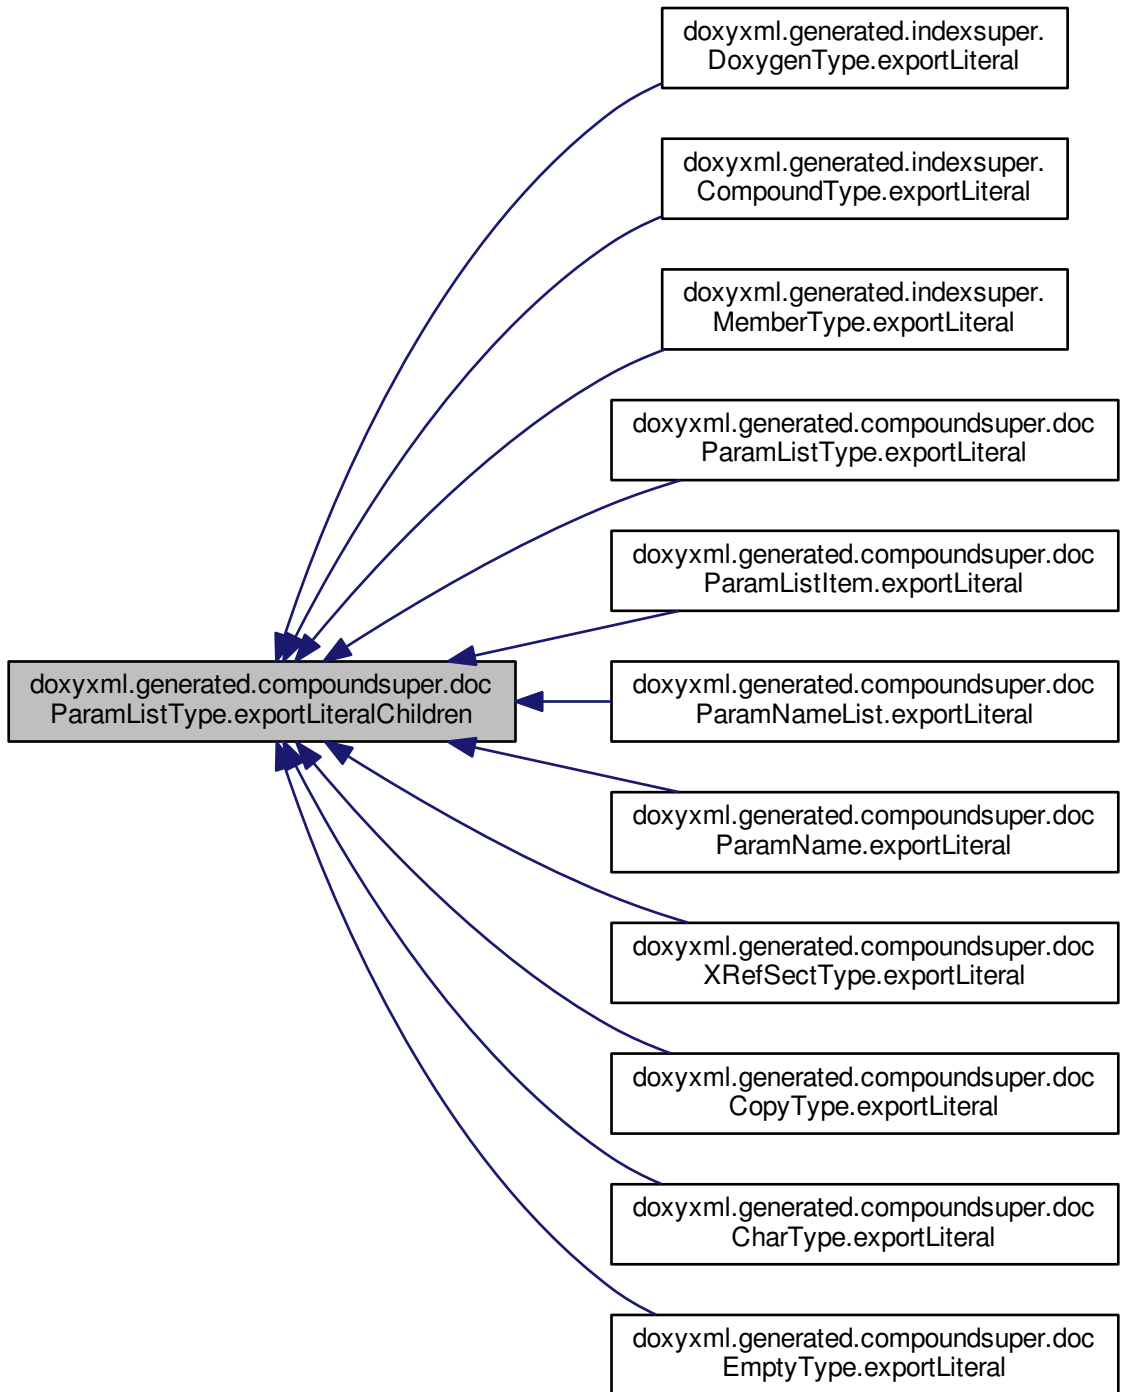 doxyxml.generated.indexsuper.
DoxygenType.exportLiteral
doxyxml.generated.indexsuper.
CompoundType.exportLiteral
doxyxml.generated.indexsuper.
MemberType.exportLiteral
doxyxml.generated.compoundsuper.doc
ParamListType.exportLiteral
doxyxml.generated.compoundsuper.doc
ParamListItem.exportLiteral
doxyxml.generated.compoundsuper.doc
ParamListType.exportLiteralChildren
doxyxml.generated.compoundsuper.doc
ParamNameList.exportLiteral
doxyxml.generated.compoundsuper.doc
ParamName.exportLiteral
doxyxml.generated.compoundsuper.doc
XRefSectType.exportLiteral
doxyxml.generated.compoundsuper.doc
CopyType.exportLiteral
doxyxml.generated.compoundsuper.doc
CharType.exportLiteral
doxyxml.generated.compoundsuper.doc
EmptyType.exportLiteral